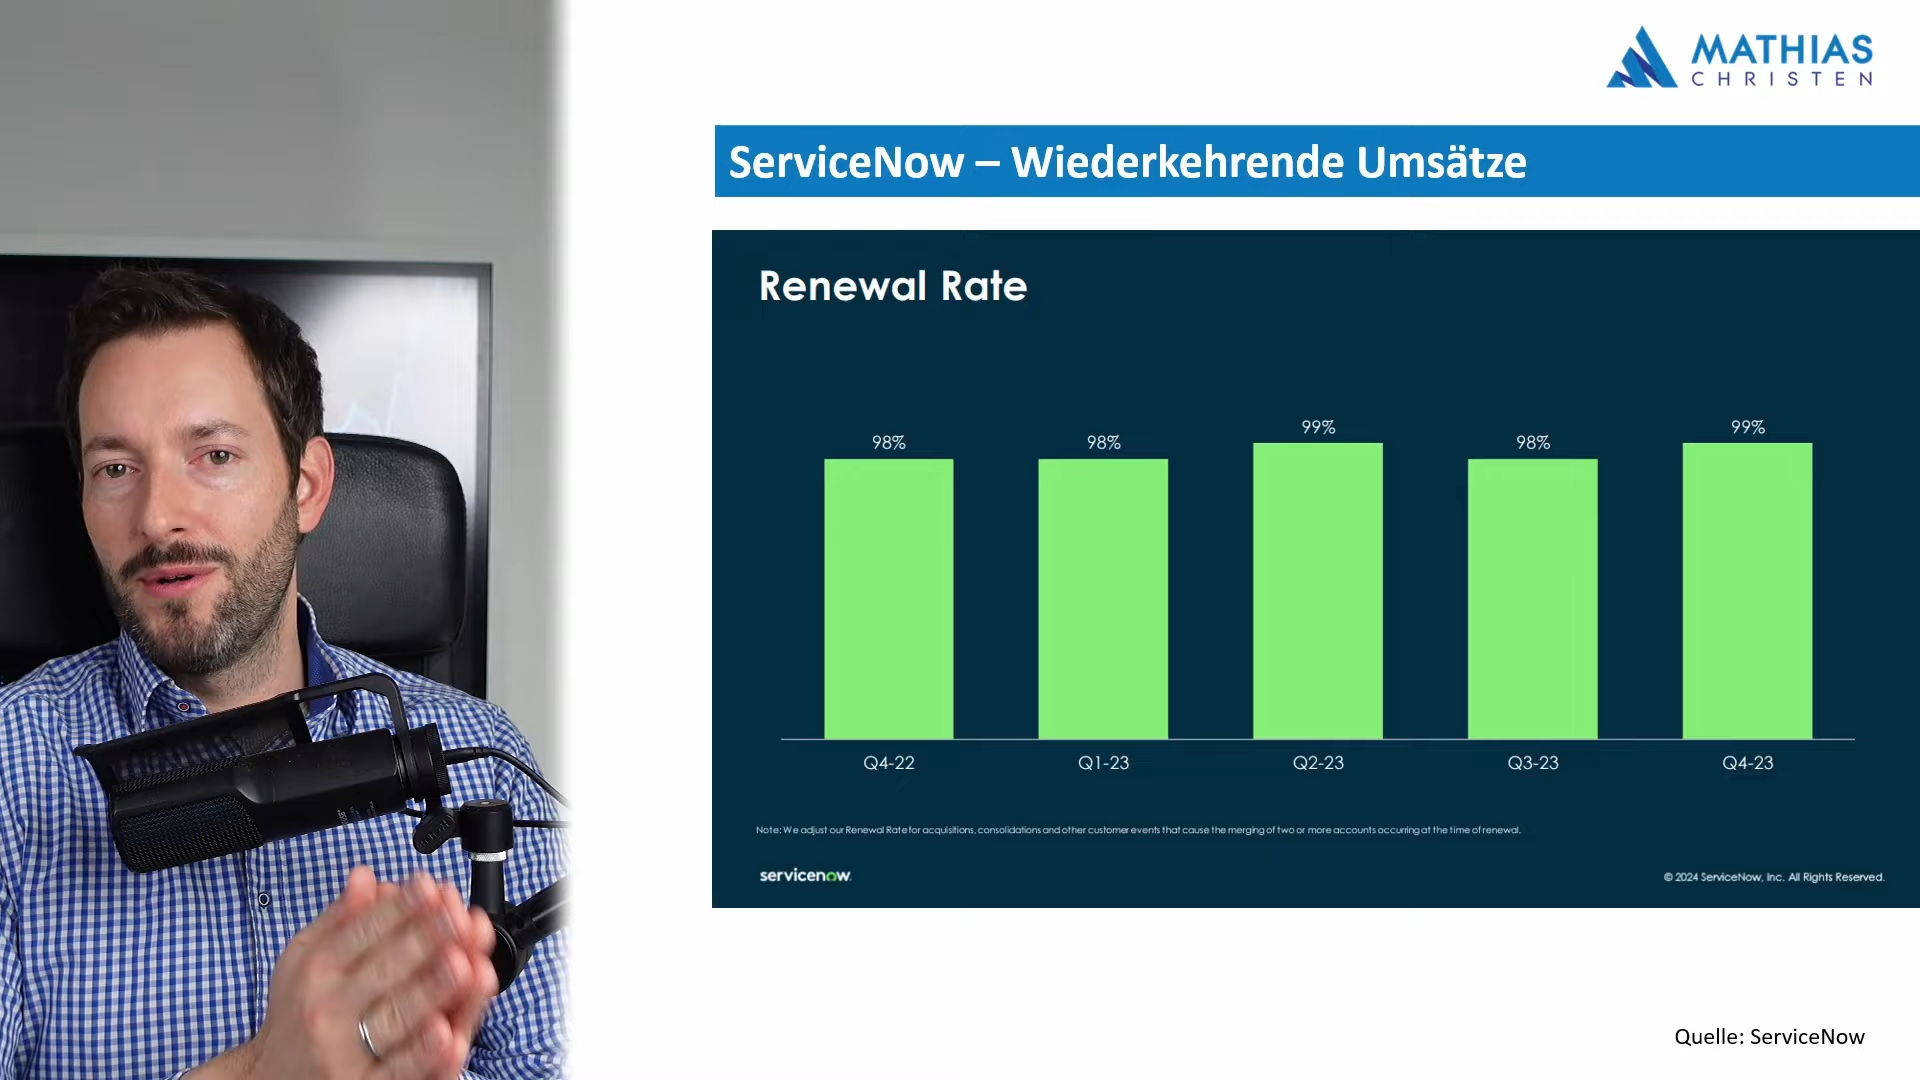 MATHIAS
CHRISTEN
ServiceNow – Wiederkehrende Umsätze
Renewal Rate
98% 98% 99% 98% 99%
Q4-22 Q1-23 Q2-23 Q3-23 Q4-23
Note: We adjust our Renewal Rate for acquisitions, consolidations and other customer events that cause the merging of two or more accounts occurring at the time of renewal.
servicenow.
© 2024 ServiceNow, Inc. All Rights Reserved.
Quelle: ServiceNow